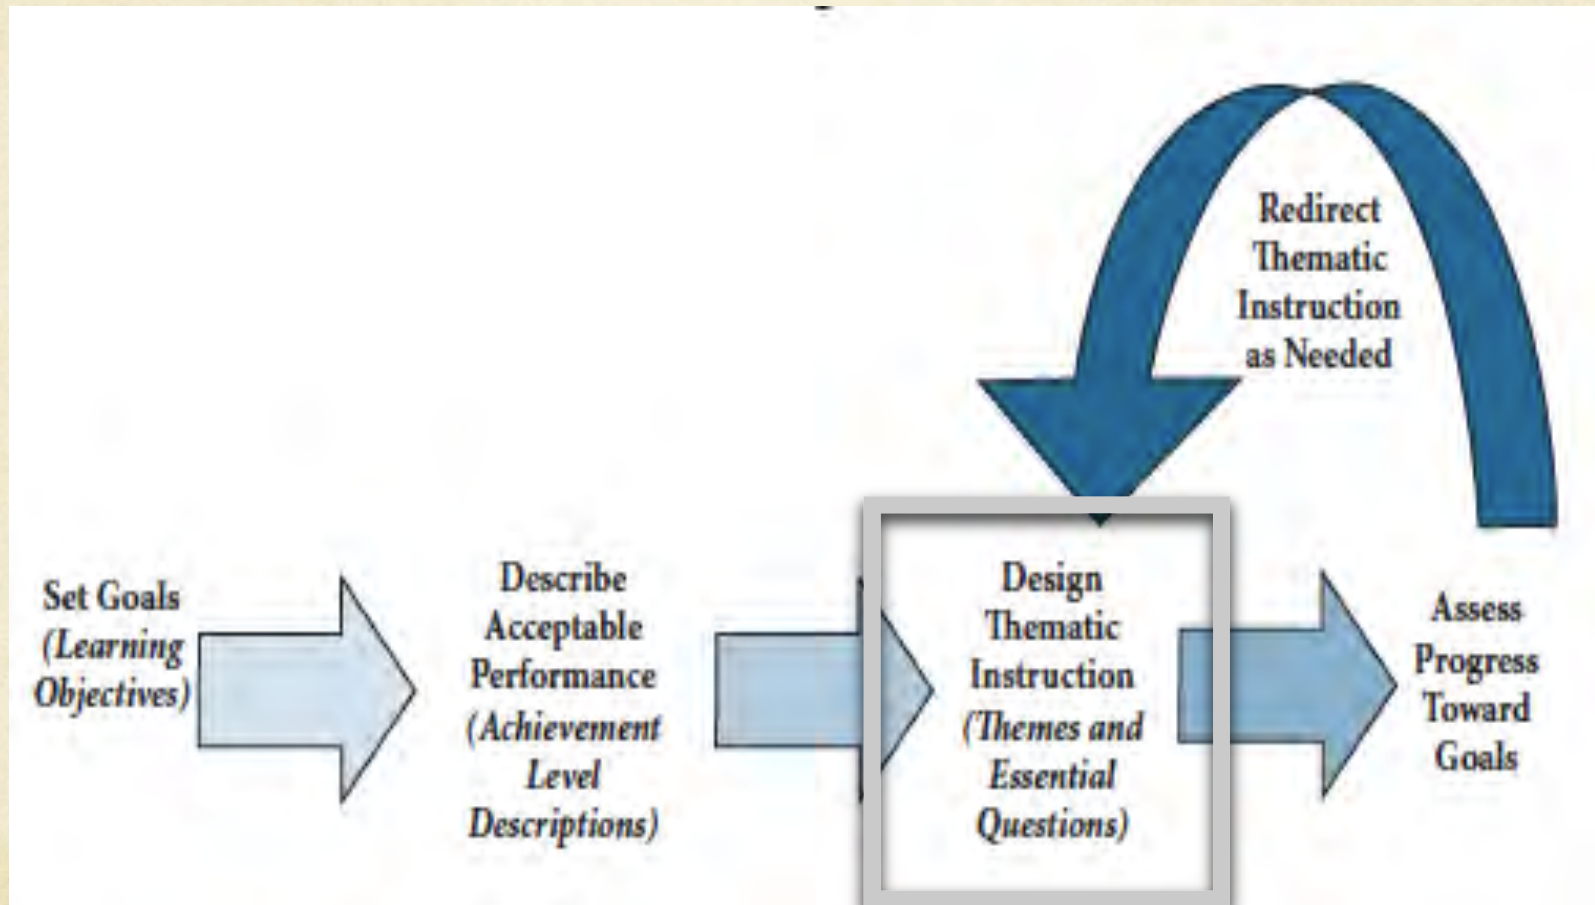 Redirect
Thematic
Instruction
as Needed
Set Goals
(Learning
Objectives)
Describe
Acceptable
Performance
(Achievement
Level
Descriptions)
Design
Thematic
Instruction
(Themes and
Essential
Questions)
Assess
Progress
Toward
Goals